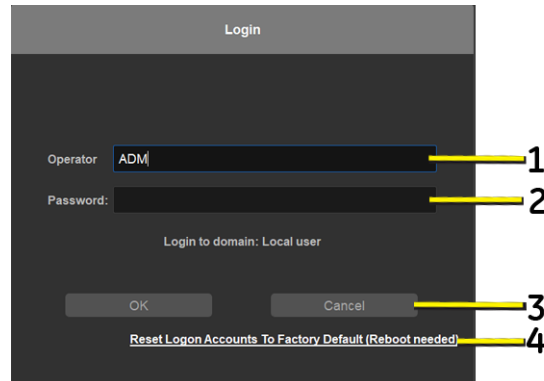 Login
Operator ADM 1
Password: 2
Login to domain: Local user
OK Cancel 3
Reset Logon Accounts To Factory Default (Reboot needed) 4